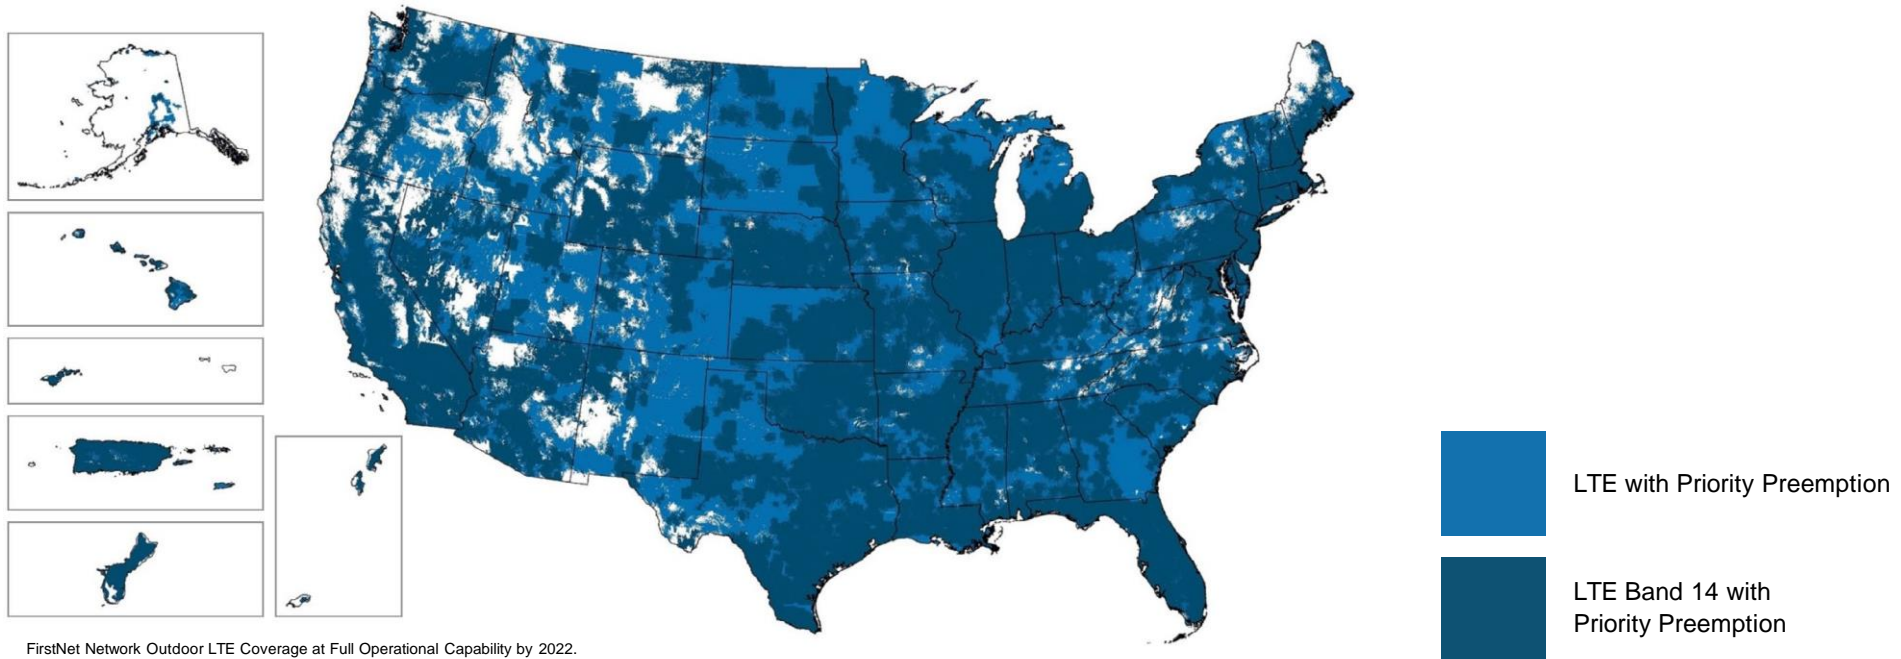 LTE with Priority Preemption
LTE Band 14 with
Priority Preemption
FirstNet Network Outdoor LTE Coverage at Full Operational Capability by 2022.